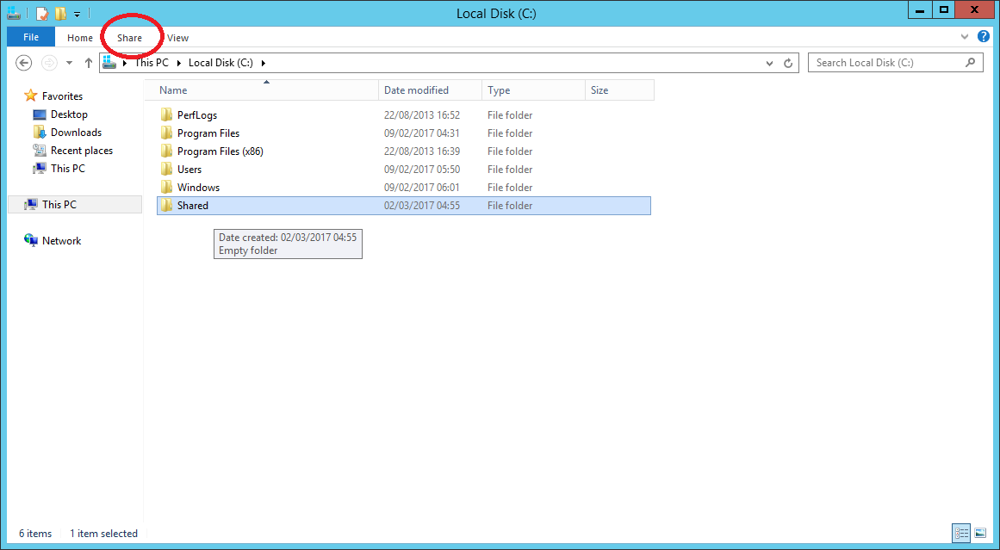 Local Disk (C:)
File Home Share View
This PC Local Disk (C:) Search Local Disk (C:)
Name Date modified Type Size
Favorites
Desktop
Downloads
Recent places
This PC
This PC
Network
PerfLogs 22/08/2013 16:52 File folder
Program Files 09/02/2017 04:31 File folder
Program Files (x86) 22/08/2013 16:39 File folder
Users 09/02/2017 05:50 File folder
Windows 09/02/2017 06:01 File folder
Shared 02/03/2017 04:55 File folder
Date created: 02/03/2017 04:55
Empty folder
6 items 1 item selected